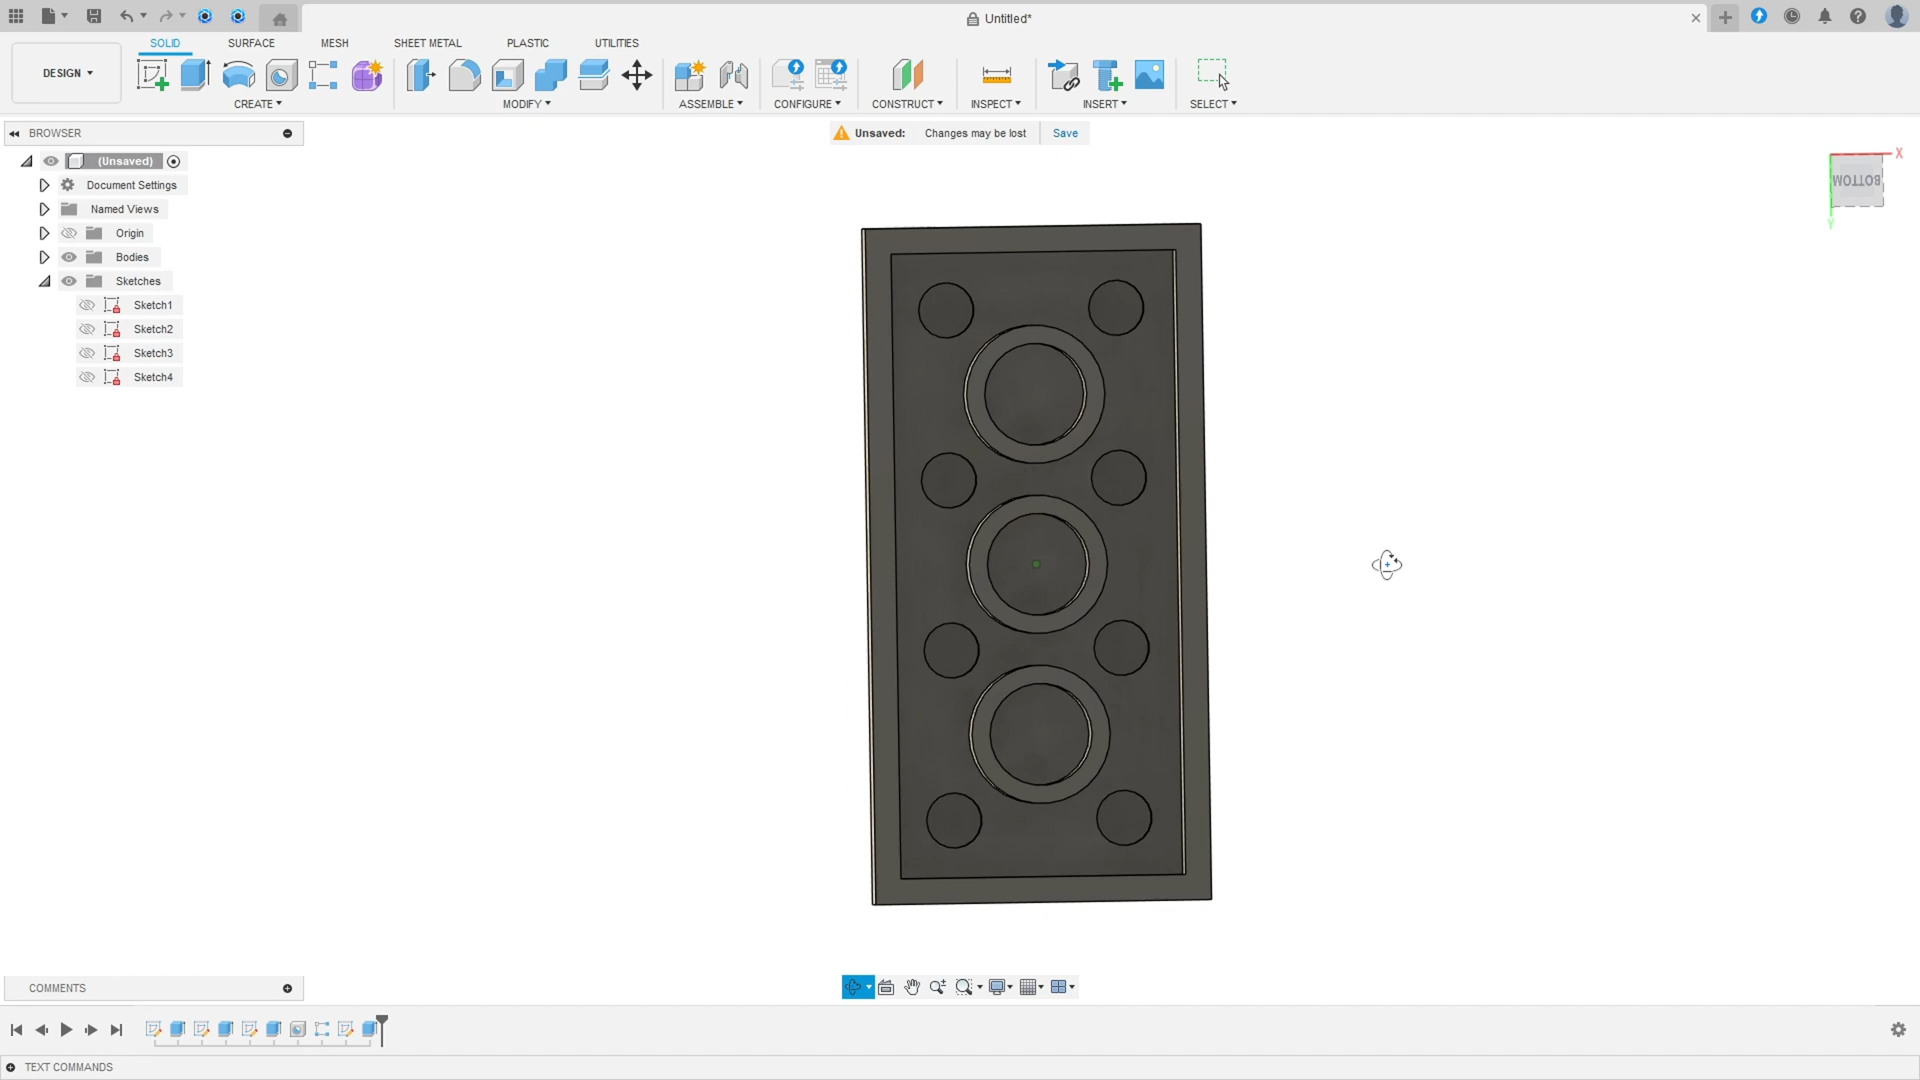 Untitled*
DESIGN
SOLID
SURFACE
MESH
SHEET METAL
PLASTIC
UTILITIES
CREATE
MODIFY
ASSEMBLE
CONFIGURE
CONSTRUCT
INSPECT
INSERT
SELECT
BROWSER
Unsaved: Changes may be lost Save
(Unsaved)
Document Settings
Named Views
Origin
Bodies
Sketches
Sketch1
Sketch2
Sketch3
Sketch4
X
BOTTOM
Y
COMMENTS
TEXT COMMANDS